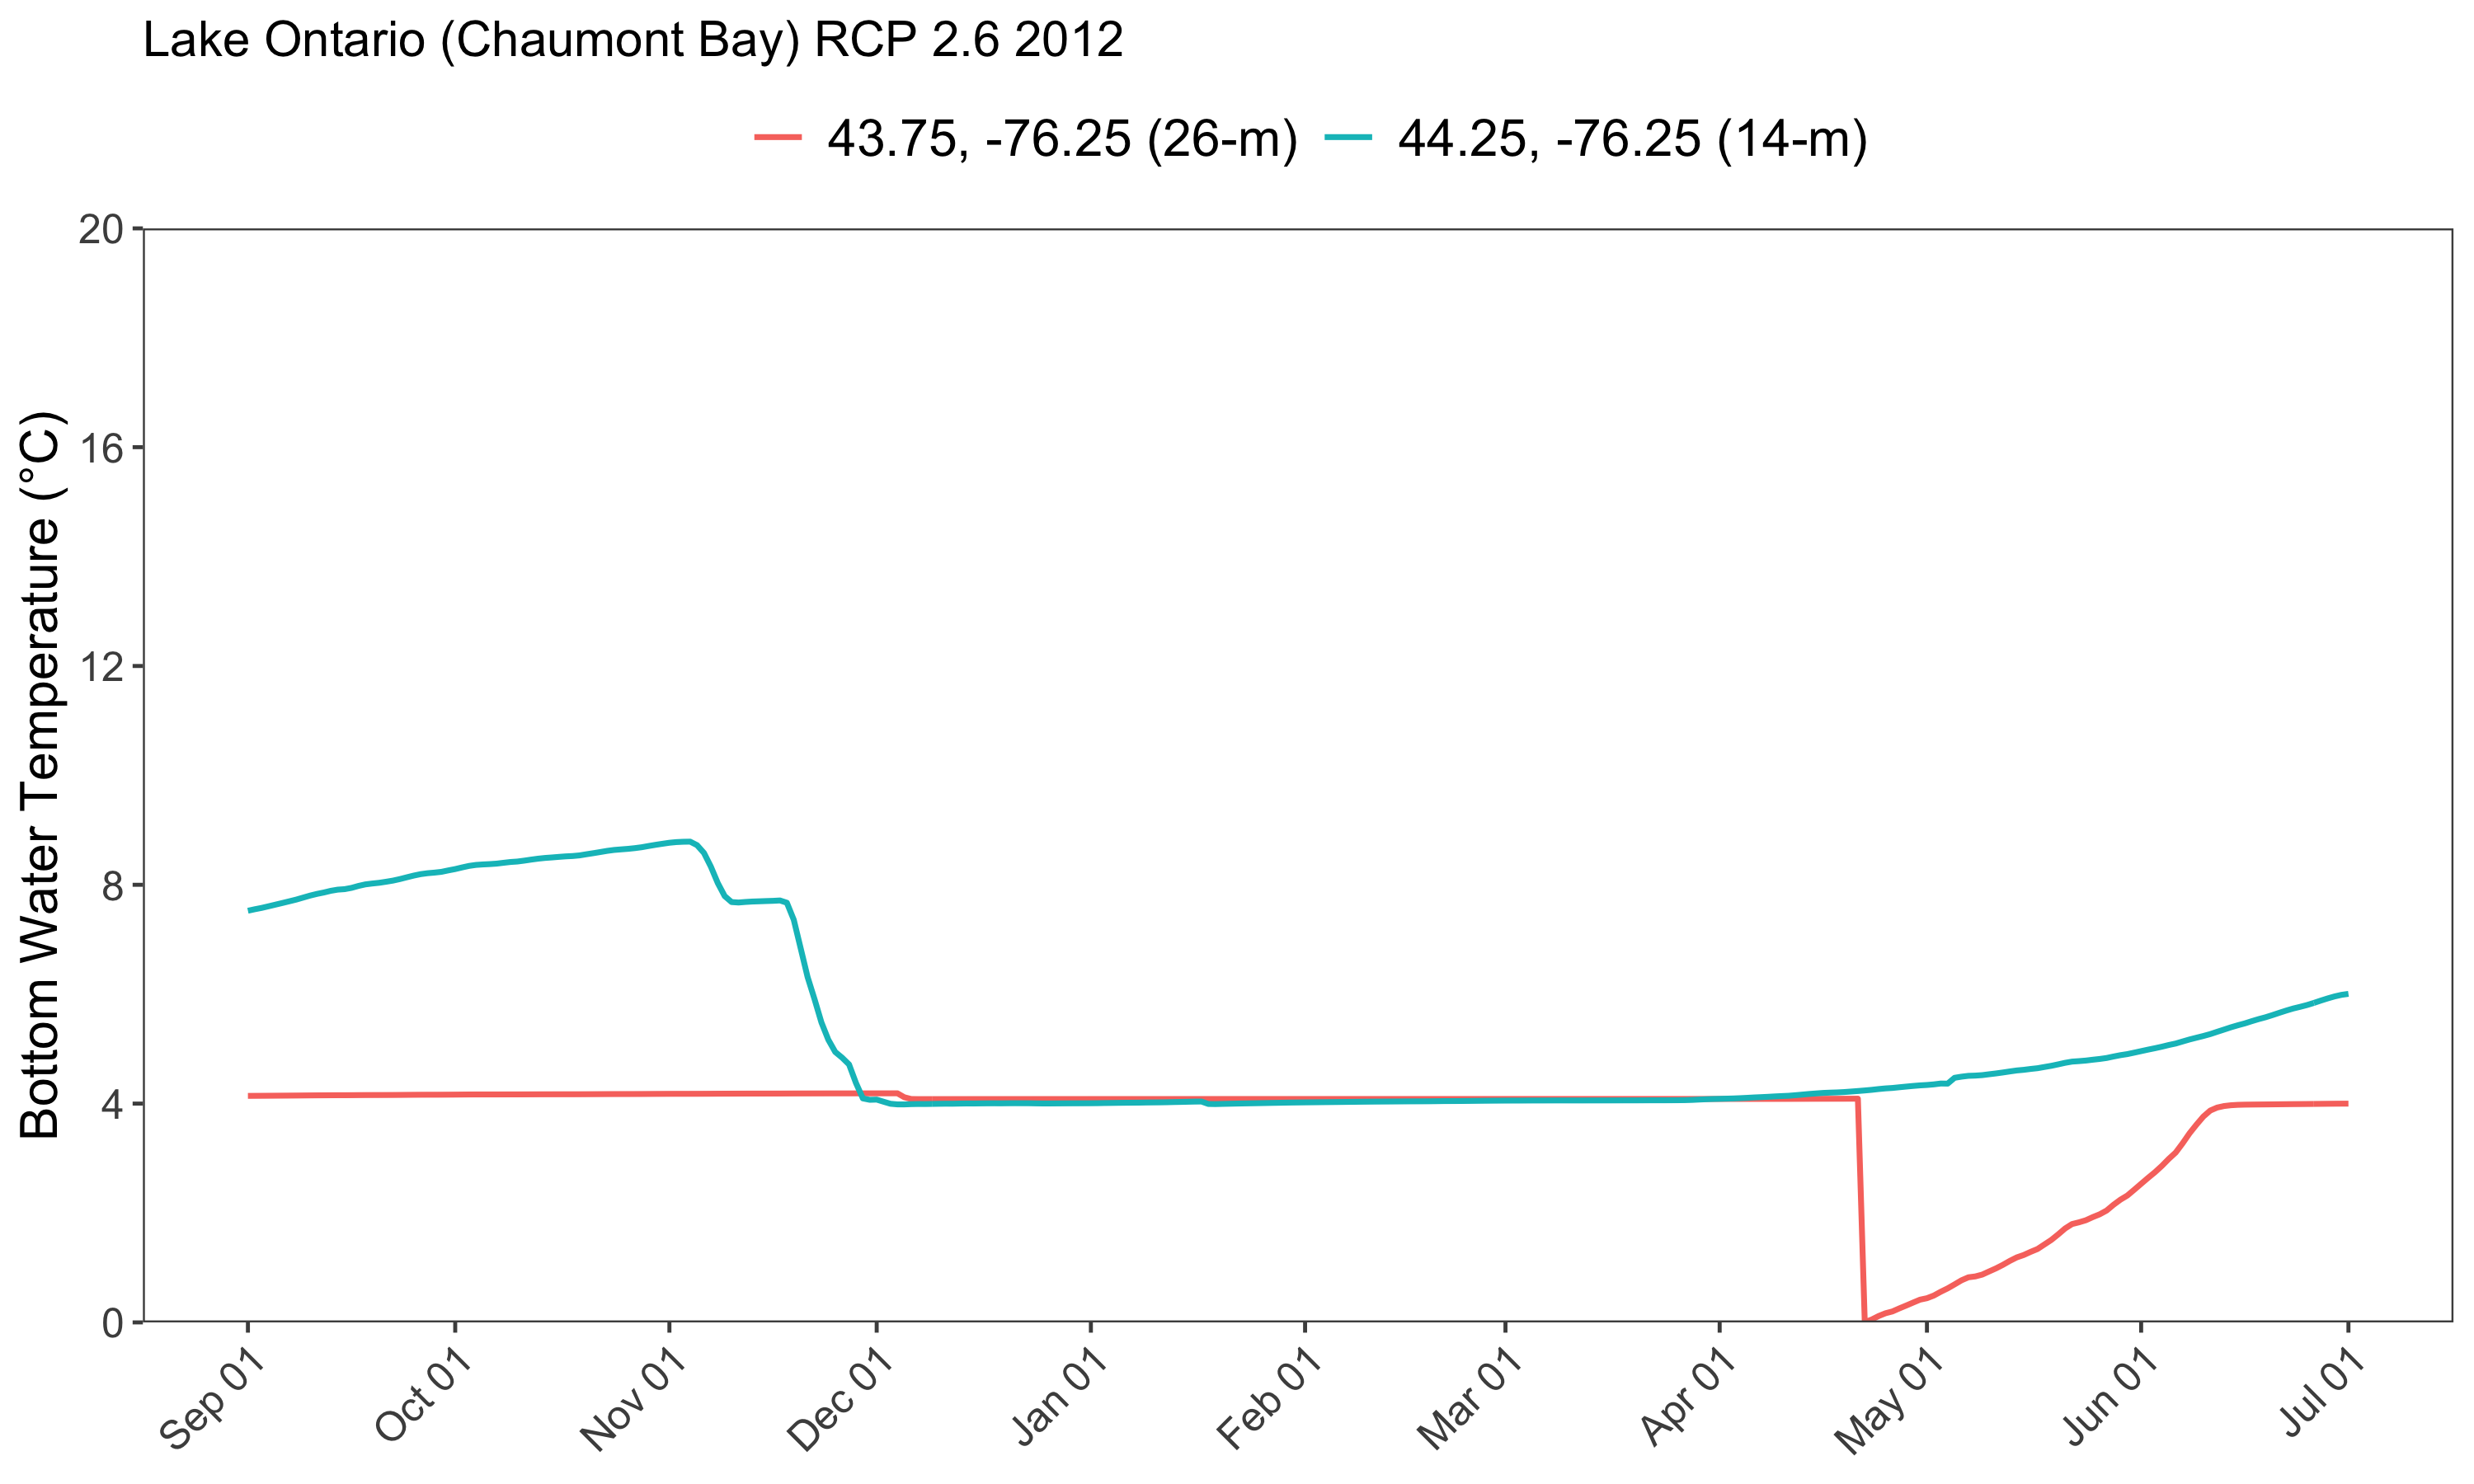 Lake Ontario (Chaumont Bay) RCP 2.6 2012
43.75, -76.25 (26-m) 44.25, -76.25 (14-m)
Bottom Water Temperature (°C)
20
16
12
8
4
0
Sep 01 Oct 01 Nov 01 Dec 01 Jan 01 Feb 01 Mar 01 Apr 01 May 01 Jun 01 Jul 01